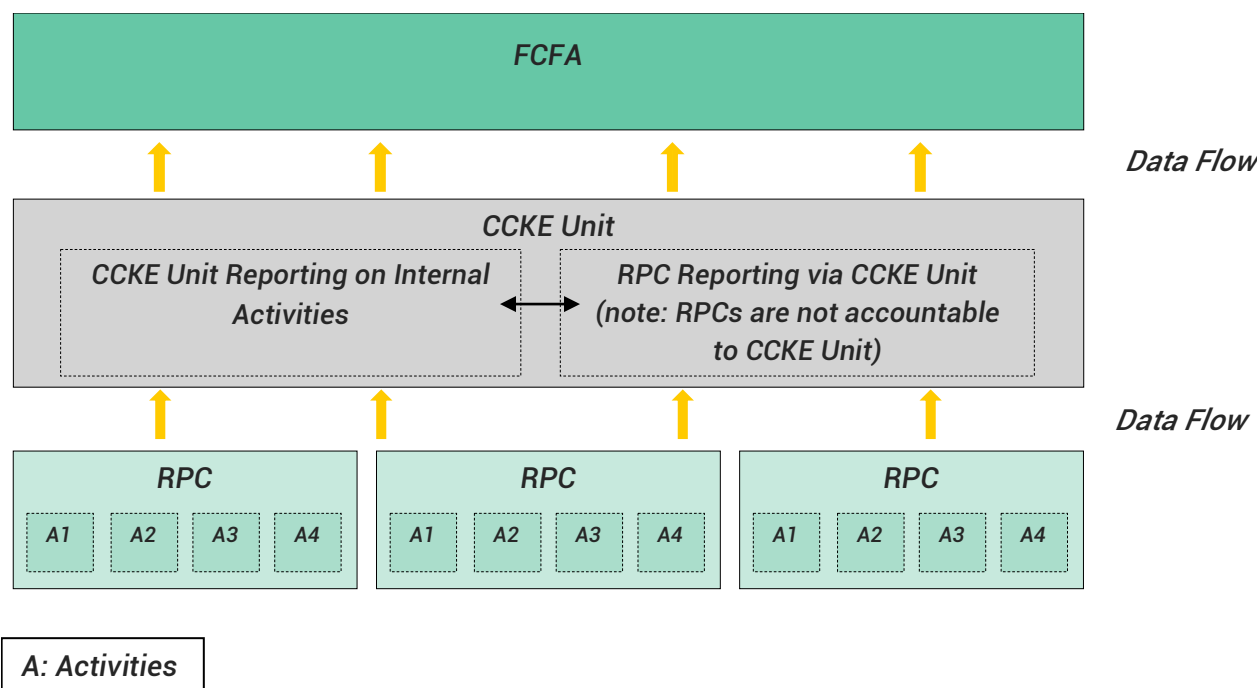 FCFA
Data Flow
CCKE Unit
CCKE Unit Reporting on Internal
Activities
RPC Reporting via CCKE Unit
(note: RPCs are not accountable
to CCKE Unit)
Data Flow
RPC
A1 A2 A3 A4
RPC
A1 A2 A3 A4
RPC
A1 A2 A3 A4
A: Activities